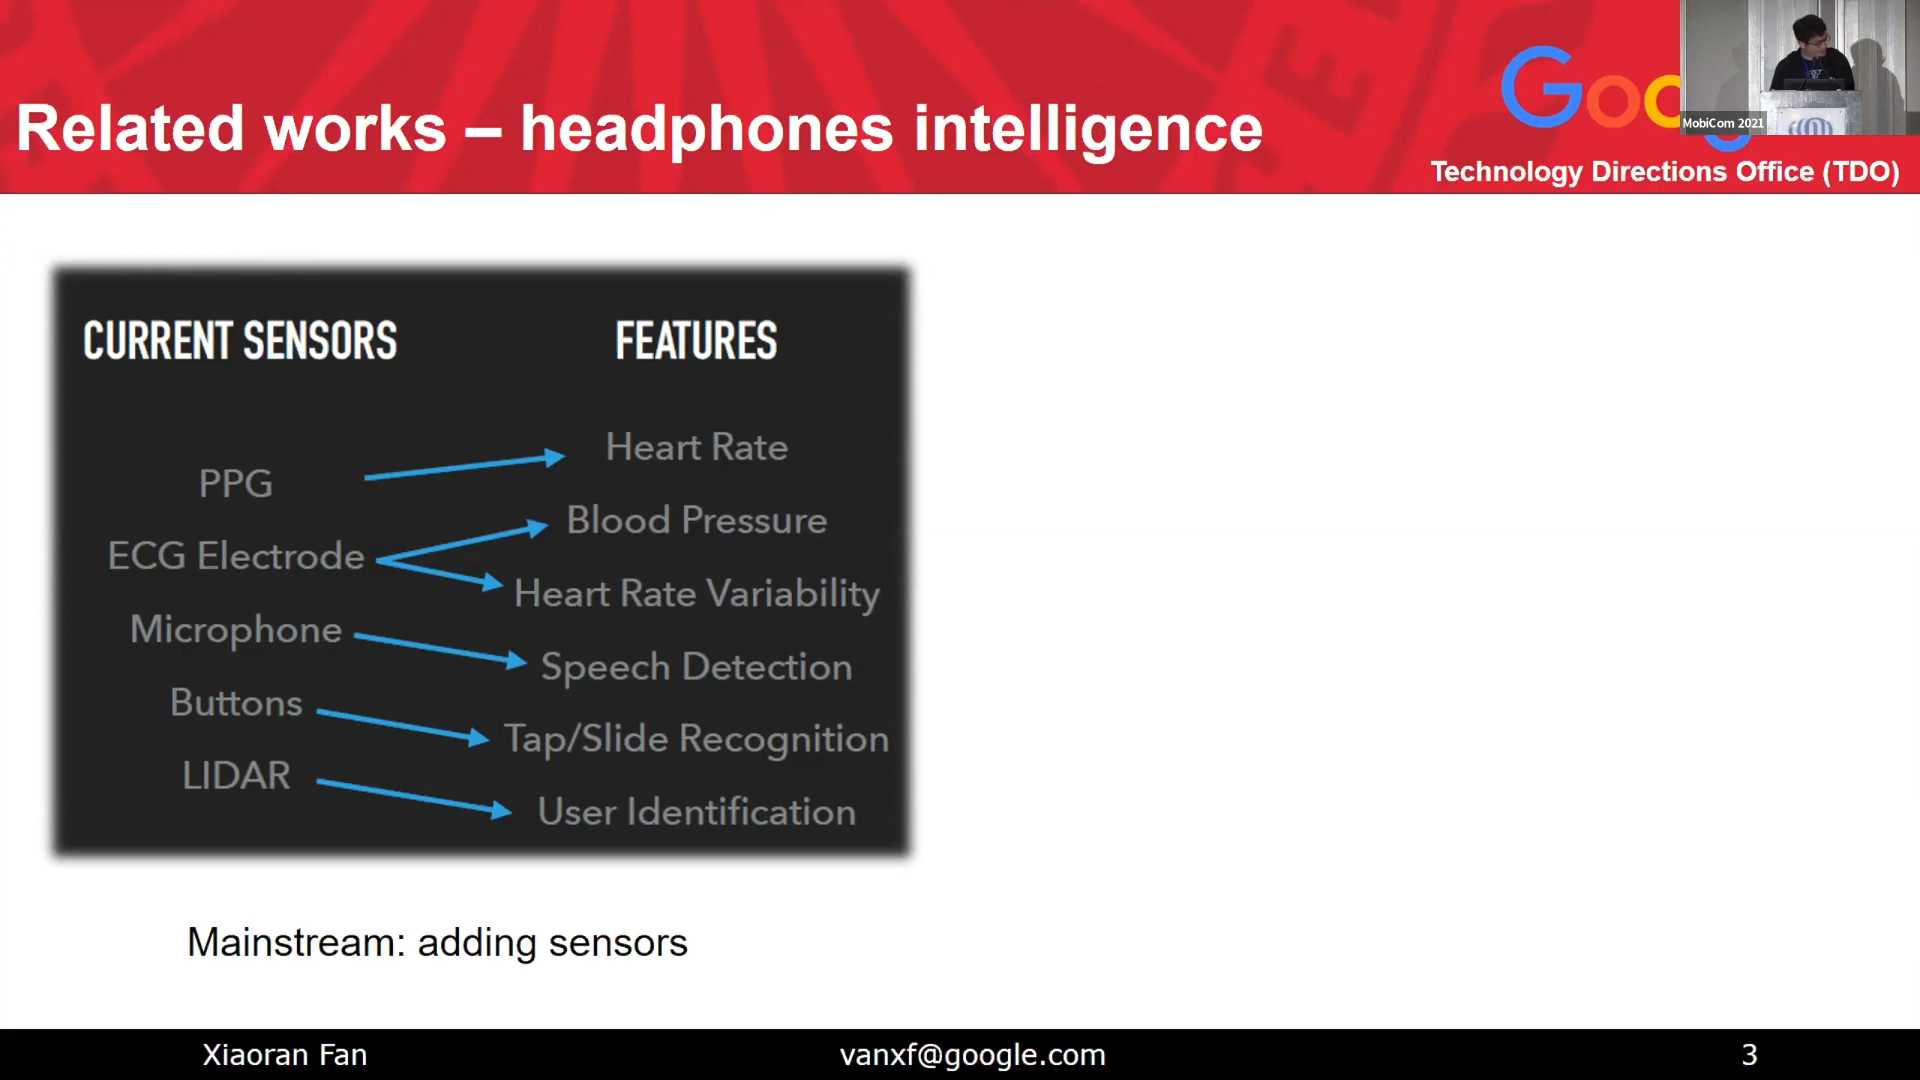 Related works – headphones intelligence
Goo
MobiCom 2021
Technology Directions Office (TDO)
CURRENT SENSORS
PPG
ECG Electrode
Microphone
Buttons
LIDAR
FEATURES
Heart Rate
Blood Pressure
Heart Rate Variability
Speech Detection
Tap/Slide Recognition
User Identification
Mainstream: adding sensors
Xiaoran Fan
vanxf@google.com
3